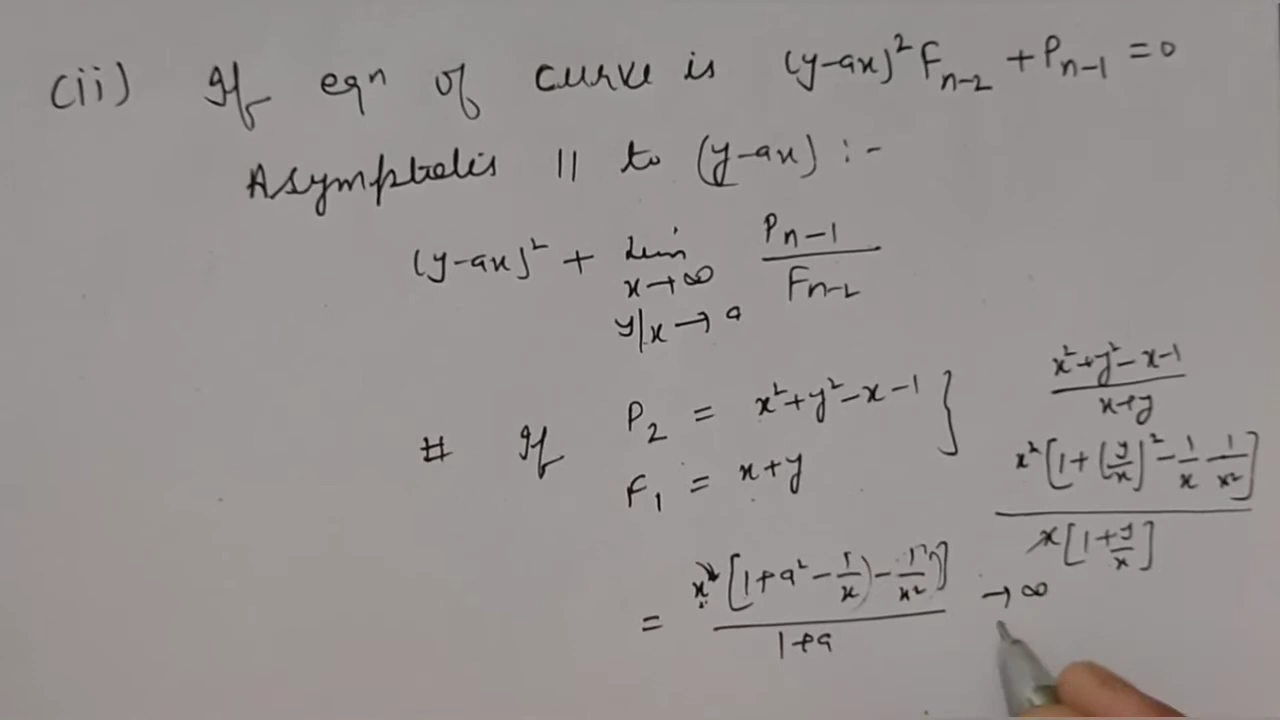 (ii) If eqn of curve is (y-ax)² Fn-2 + Pn-1 = 0
Asymptotes || to (y-ax) :-
(y-ax)² + Lim Pn-1 / Fn-2
x→∞
y/x → a
# If P2 = x²+y²-x-1 }
F1 = x+y
x²+y²-x-1 / x+y
x²[1+(y/x)²-1/x 1/x²] / x[1+y/x]
= x²[1+a²-1/x)-1/x²)] / 1+a → ∞